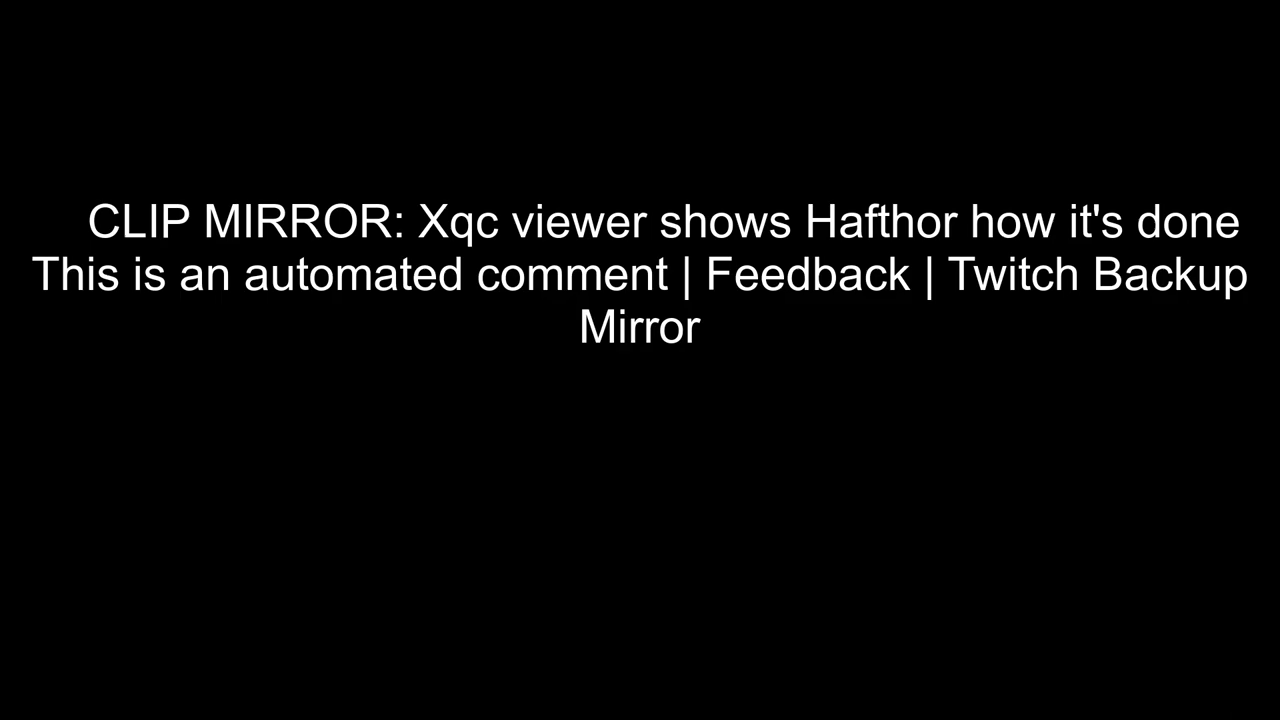 CLIP MIRROR: Xqc viewer shows Hafthor how it's done
This is an automated comment | Feedback | Twitch Backup
Mirror